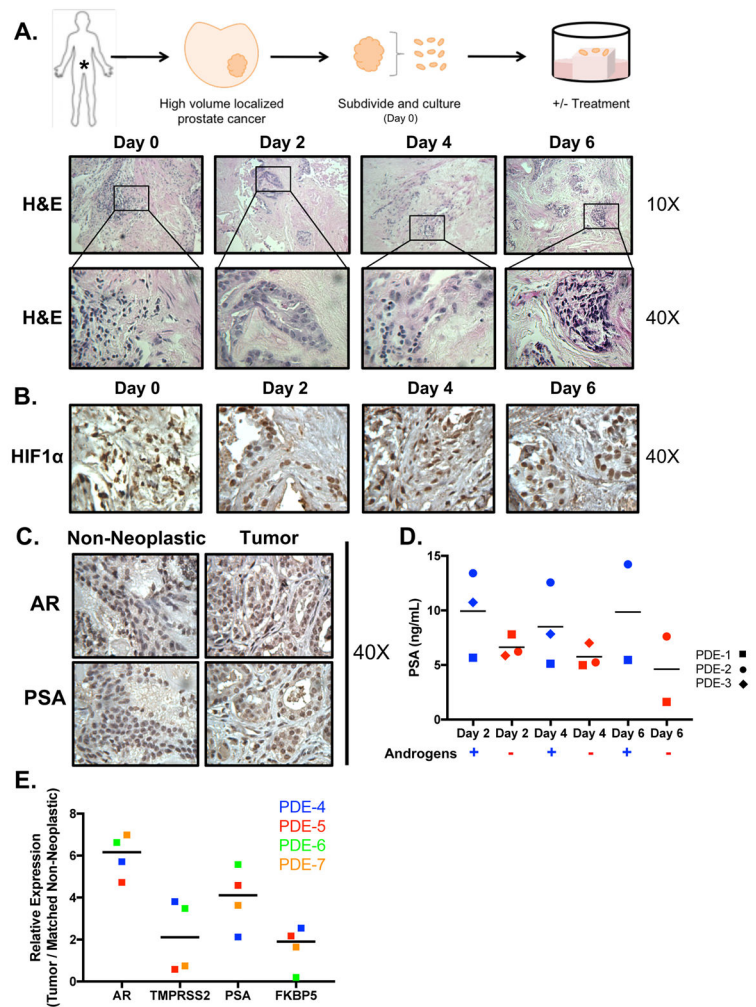 A.
*
High volume localized
prostate cancer
Subdivide and culture
(Day 0)
+/- Treatment
Day 0 Day 2 Day 4 Day 6
H&E 10X
H&E 40X
B.
Day 0 Day 2 Day 4 Day 6
HIF1α 40X
C.
Non-Neoplastic Tumor
AR
PSA
40X
D.
PSA (ng/mL)
15
10
5
0
Day 2 Day 2 Day 4 Day 4 Day 6 Day 6
Androgens + - + - + -
PDE-1
PDE-2
PDE-3
E.
Relative Expression
(Tumor / Matched Non-Neoplastic)
8
6
4
2
0
AR TMPRSS2 PSA FKBP5
PDE-4
PDE-5
PDE-6
PDE-7